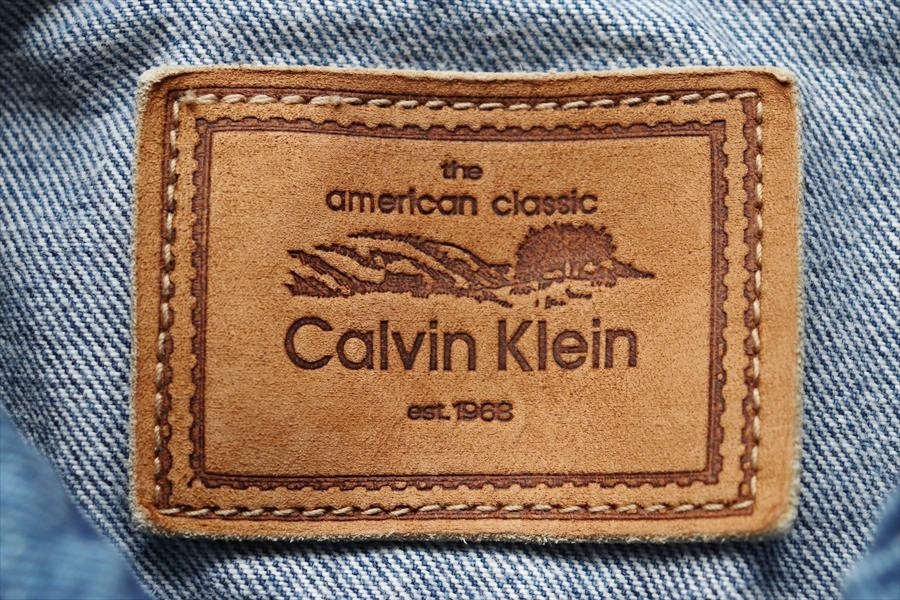 the
american classic
Calvin Klein
est. 1968